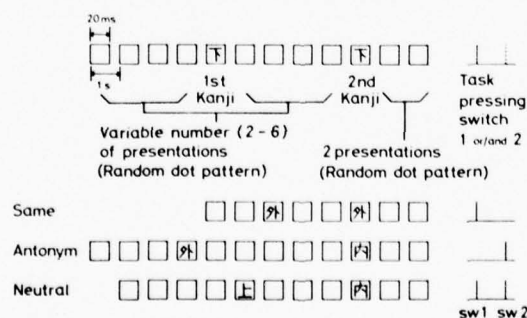 20ms
下 下
1s
1st Kanji
2nd Kanji
Task pressing switch 1 or/and 2
Variable number (2-6) of presentations (Random dot pattern)
2 presentations (Random dot pattern)
Same 外 外
Antonym 外 内
Neutral 上 内
sw1 sw2